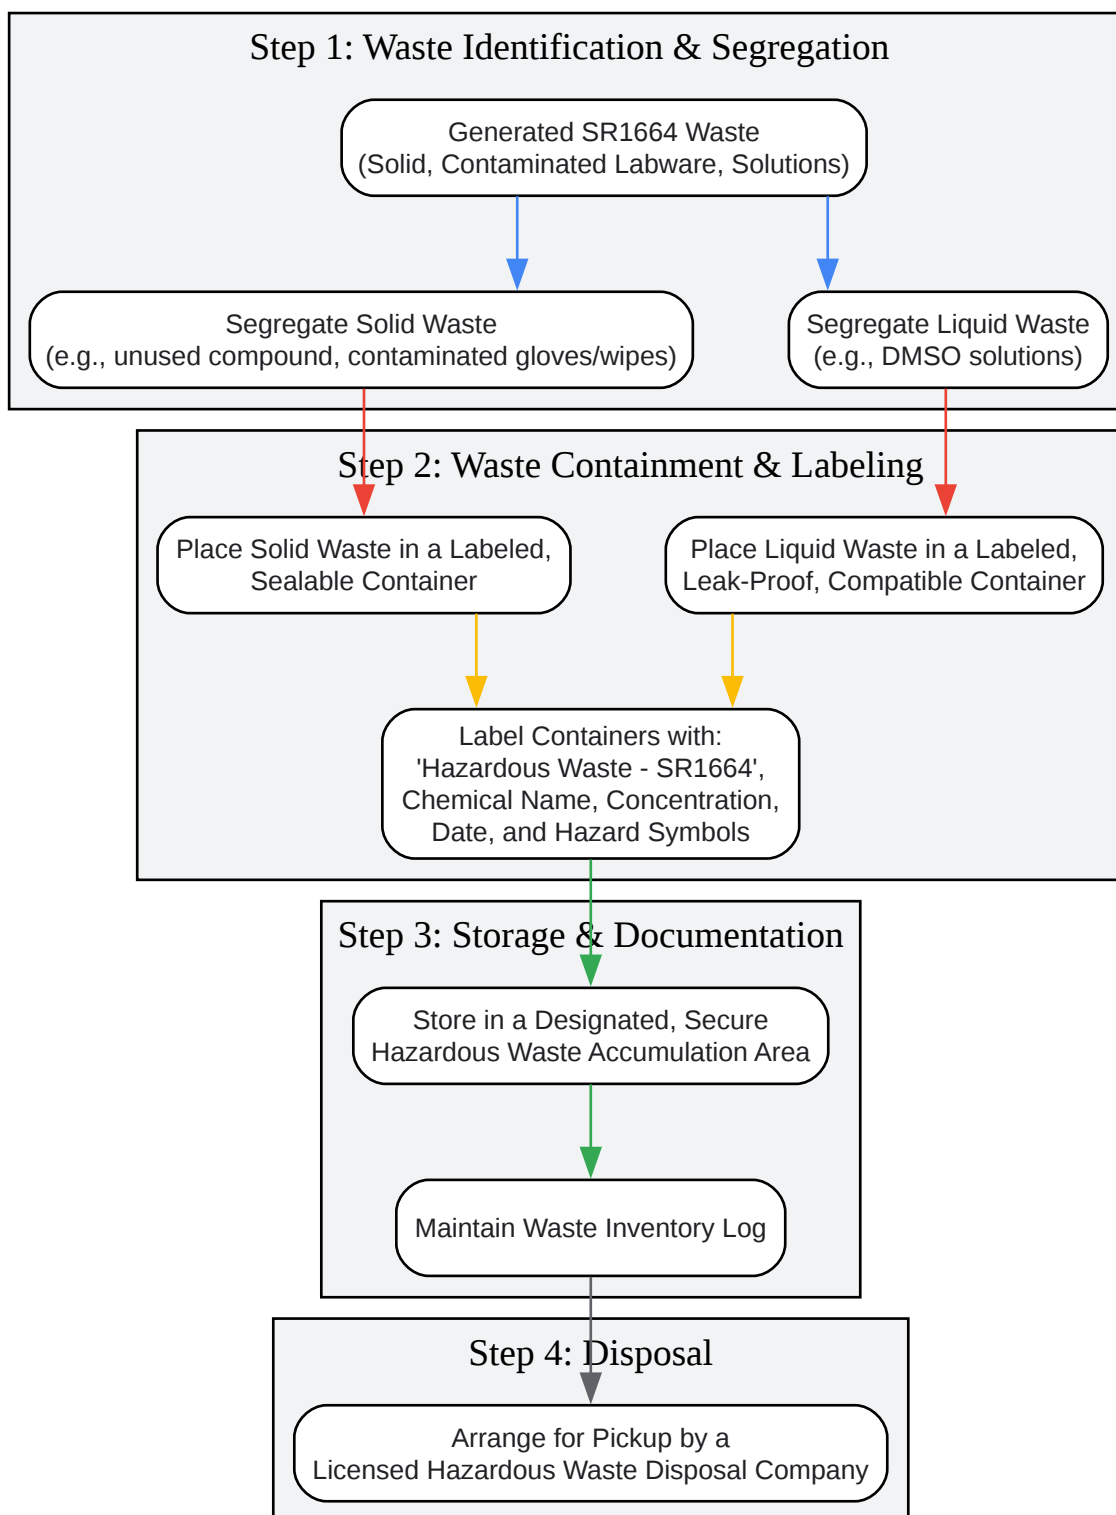 Step 1: Waste Identification & Segregation
Generated SR1664 Waste
(Solid, Contaminated Labware, Solutions)
Segregate Solid Waste
(e.g., unused compound, contaminated gloves/wipes)
Segregate Liquid Waste
(e.g., DMSO solutions)
Step 2: Waste Containment & Labeling
Place Solid Waste in a Labeled,
Sealable Container
Place Liquid Waste in a Labeled,
Leak-Proof, Compatible Container
Label Containers with:
'Hazardous Waste - SR1664',
Chemical Name, Concentration,
Date, and Hazard Symbols
Step 3: Storage & Documentation
Store in a Designated, Secure
Hazardous Waste Accumulation Area
Maintain Waste Inventory Log
Step 4: Disposal
Arrange for Pickup by a
Licensed Hazardous Waste Disposal Company